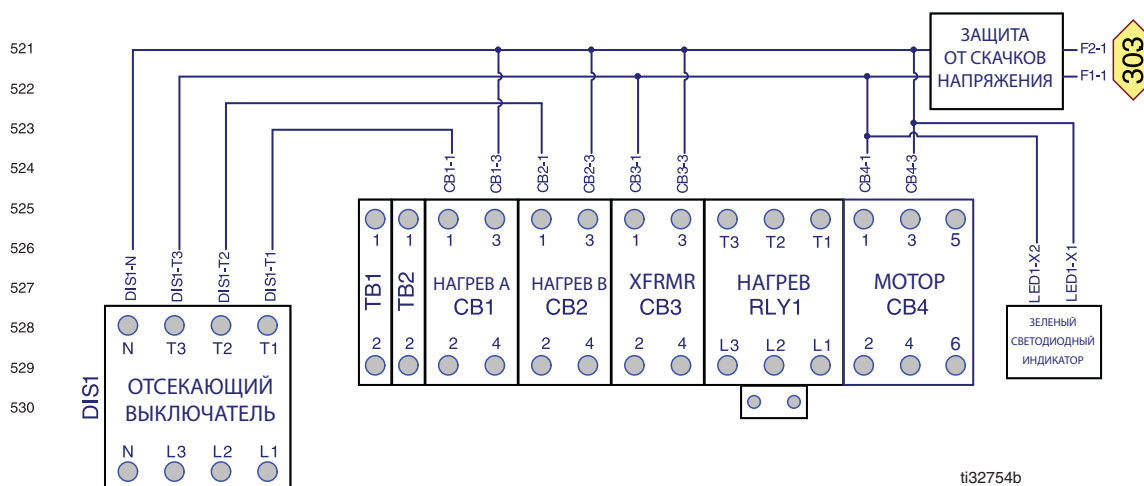 521
522
523
524
525
526
527
528
529
530
ЗАЩИТА
ОТ СКАЧКОВ
НАПРЯЖЕНИЯ
F2-1
F1-1
303
CB1-1
CB1-3
CB2-1
CB2-3
CB3-1
CB3-3
CB4-1
CB4-3
DIS1-N
DIS1-T3
DIS1-T2
DIS1-T1
LED1-X2
LED1-X1
1
TB1
2
1
TB2
2
1 3
НАГРЕВ A
CB1
2 4
1 3
НАГРЕВ B
CB2
2 4
1 3
XFRMR
CB3
2 4
T3 T2 T1
НАГРЕВ
RLY1
L3 L2 L1
1 3 5
МОТОР
CB4
2 4 6
ЗЕЛЕНЫЙ
СВЕТОДИОДНЫЙ
ИНДИКАТОР
DIS1
N T3 T2 T1
ОТСЕКАЮЩИЙ
ВЫКЛЮЧАТЕЛЬ
N L3 L2 L1
ti32754b